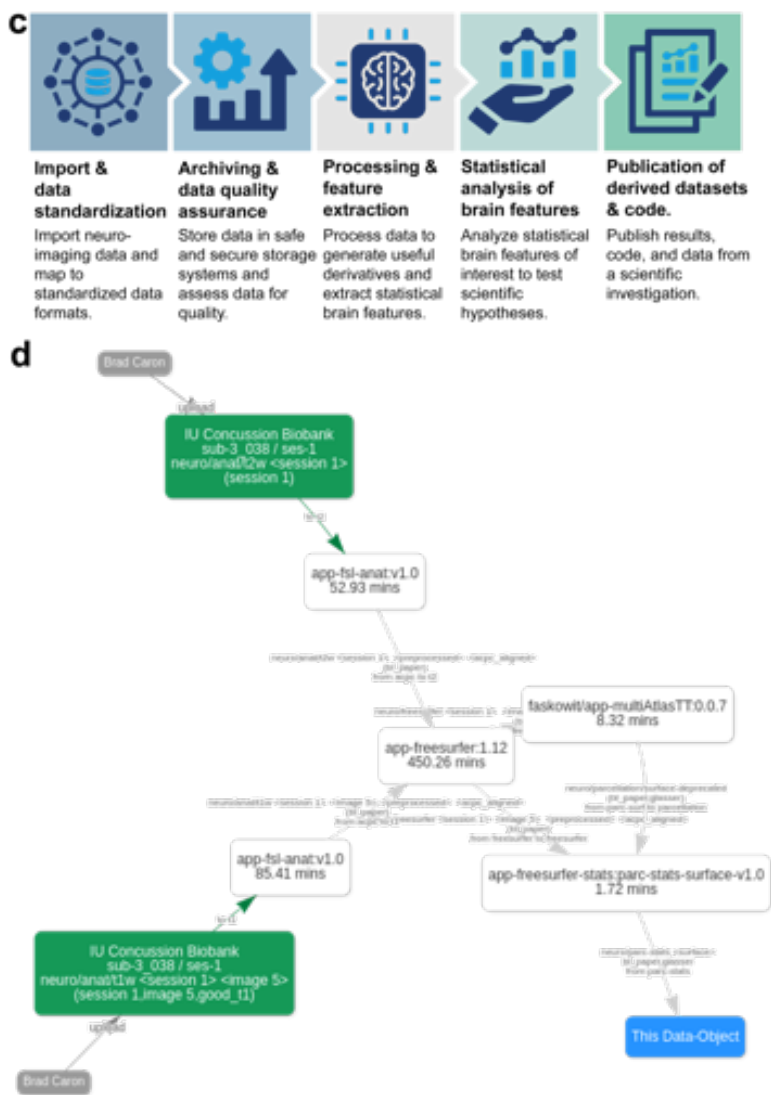 c
Import &
data
standardization
Import neuro-
imaging data and
map to
standardized data
formats.
Archiving &
data quality
assurance
Store data in safe
and secure storage
systems and
assess data for
quality.
Processing &
feature
extraction
Process data to
generate useful
derivatives and
extract statistical
brain features.
Statistical
analysis of
brain features
Analyze statistical
brain features of
interest to test
scientific
hypotheses.
Publication of
derived datasets
& code.
Publish results,
code, and data from
a scientific
investigation.
d
Brad Caron
upload
IU Concussion Biobank
sub-3_038 / ses-1
neuro/anat/t2w <session 1>
(session 1)
app-fsl-anat:v1.0
52.93 mins
neuro/anat/t2w <session 1>
faskowit/app-multiAtlasTT:0.0.7
8.32 mins
app-freesurfer:1.12
450.26 mins
app-fsl-anat:v1.0
85.41 mins
app-freesurfer-stats:parc-stats-surface-v1.0
1.72 mins
IU Concussion Biobank
sub-3_038 / ses-1
neuro/anat/t1w <session 1> <image 5>
(session 1,image 5,good_t1)
upload
Brad Caron
This Data-Object